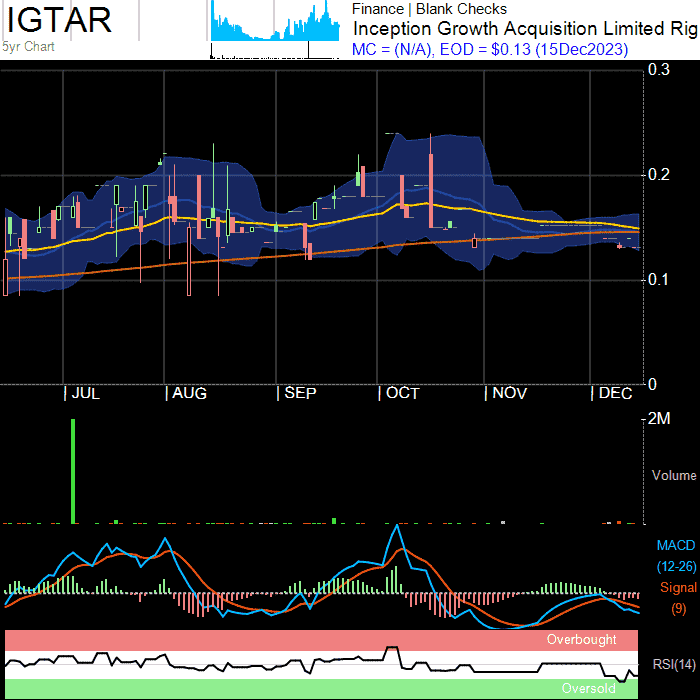 IGTAR
5yr Chart
Finance | Blank Checks
Inception Growth Acquisition Limited Rig
MC = (N/A), EOD = $0.13 (15Dec2023)
0.3
0.2
0.1
0
| JUL | AUG | SEP | OCT | NOV | DEC
2M
Volume
MACD
(12-26)
Signal
(9)
Overbought
RSI(14)
Oversold